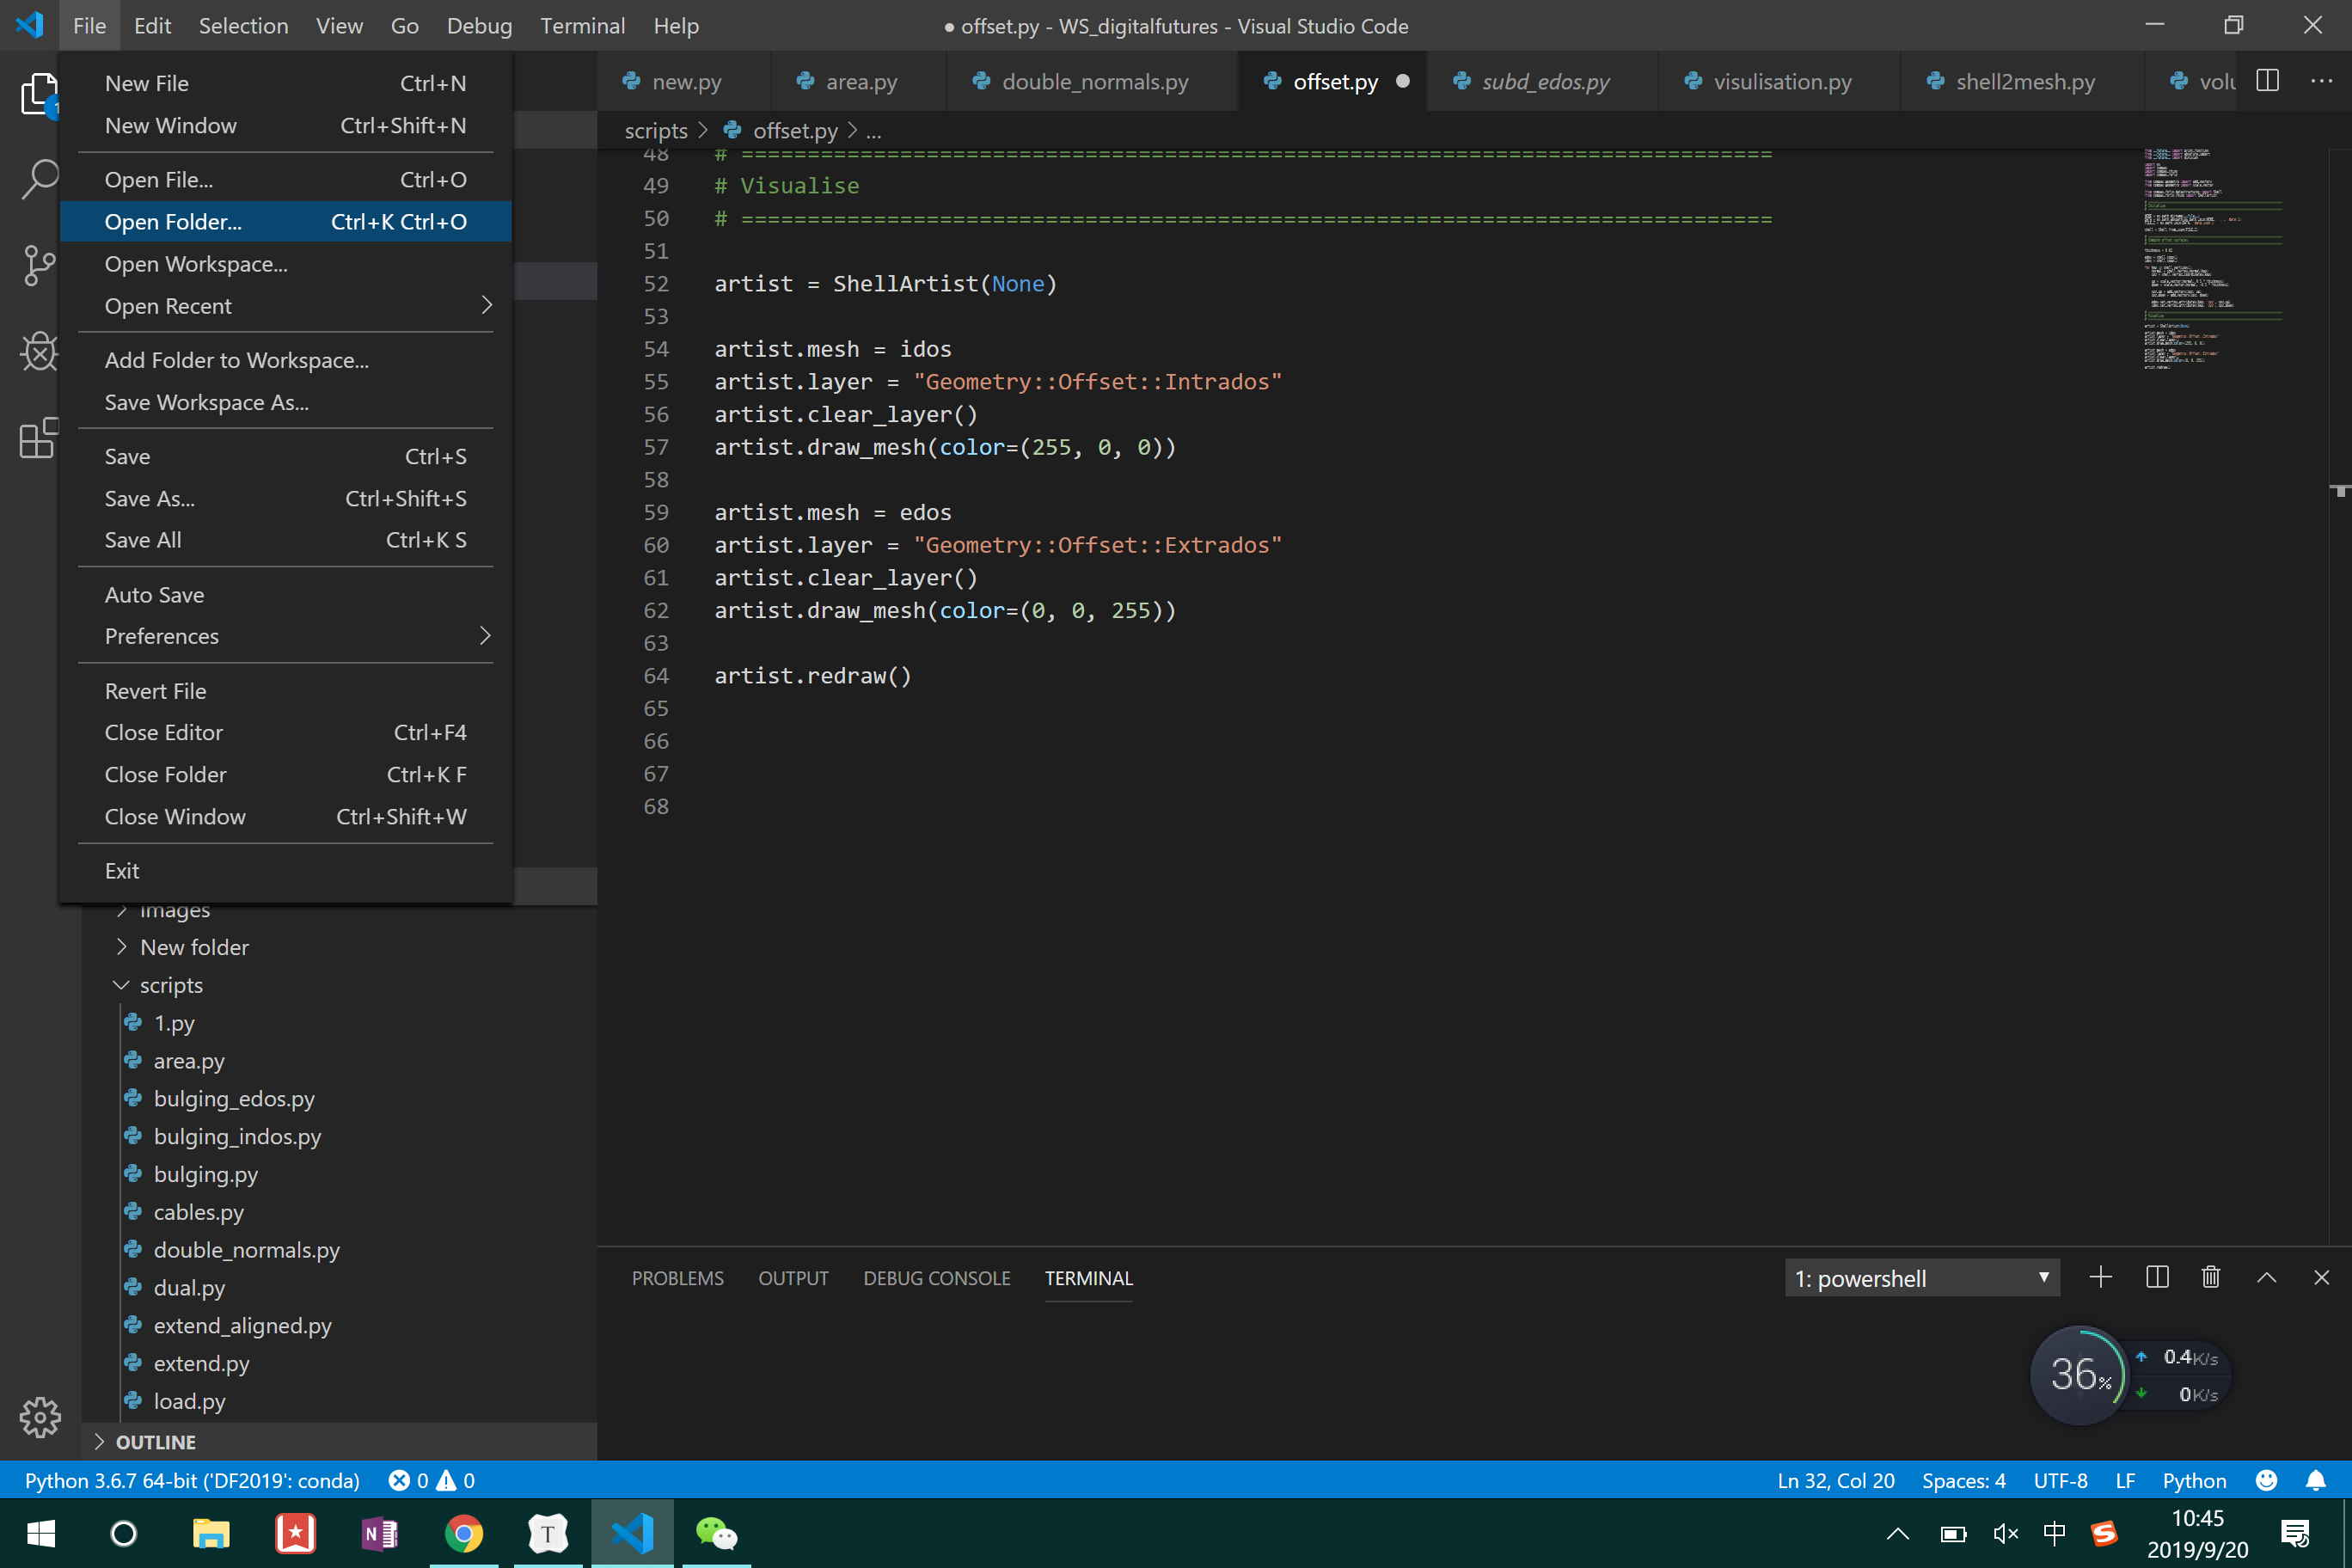 File Edit Selection View Go Debug Terminal Help
● offset.py - WS_digitalfutures - Visual Studio Code
New File Ctrl+N
New Window Ctrl+Shift+N
Open File... Ctrl+O
Open Folder... Ctrl+K Ctrl+O
Open Workspace...
Open Recent
Add Folder to Workspace...
Save Workspace As...
Save Ctrl+S
Save As... Ctrl+Shift+S
Save All Ctrl+K S
Auto Save
Preferences
Revert File
Close Editor Ctrl+F4
Close Folder Ctrl+K F
Close Window Ctrl+Shift+W
Exit
images
New folder
scripts
1.py
area.py
bulging_edos.py
bulging_indos.py
bulging.py
cables.py
double_normals.py
dual.py
extend_aligned.py
extend.py
load.py
OUTLINE
new.py area.py double_normals.py offset.py subd_edos.py visulisation.py shell2mesh.py volu
scripts > offset.py > ...
48 # ==============================================================================
49 # Visualise
50 # ==============================================================================
51
52 artist = ShellArtist(None)
53
54 artist.mesh = idos
55 artist.layer = "Geometry::Offset::Intrados"
56 artist.clear_layer()
57 artist.draw_mesh(color=(255, 0, 0))
58
59 artist.mesh = edos
60 artist.layer = "Geometry::Offset::Extrados"
61 artist.clear_layer()
62 artist.draw_mesh(color=(0, 0, 255))
63
64 artist.redraw()
65
66
67
68
PROBLEMS OUTPUT DEBUG CONSOLE TERMINAL
1: powershell
36%
0.4K/s
0K/s
Python 3.6.7 64-bit ('DF2019': conda) 0 0
Ln 32, Col 20 Spaces: 4 UTF-8 LF Python
中
10:45
2019/9/20